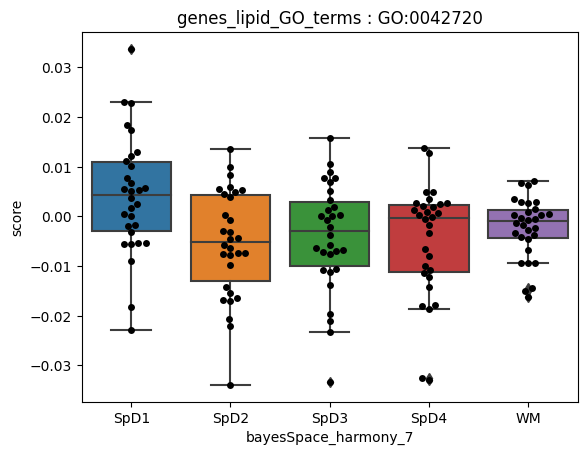 genes_lipid_GO_terms : GO:0042720
0.03
0.02
0.01
0.00
−0.01
−0.02
−0.03
score
SpD1 SpD2 SpD3 SpD4 WM
bayesSpace_harmony_7